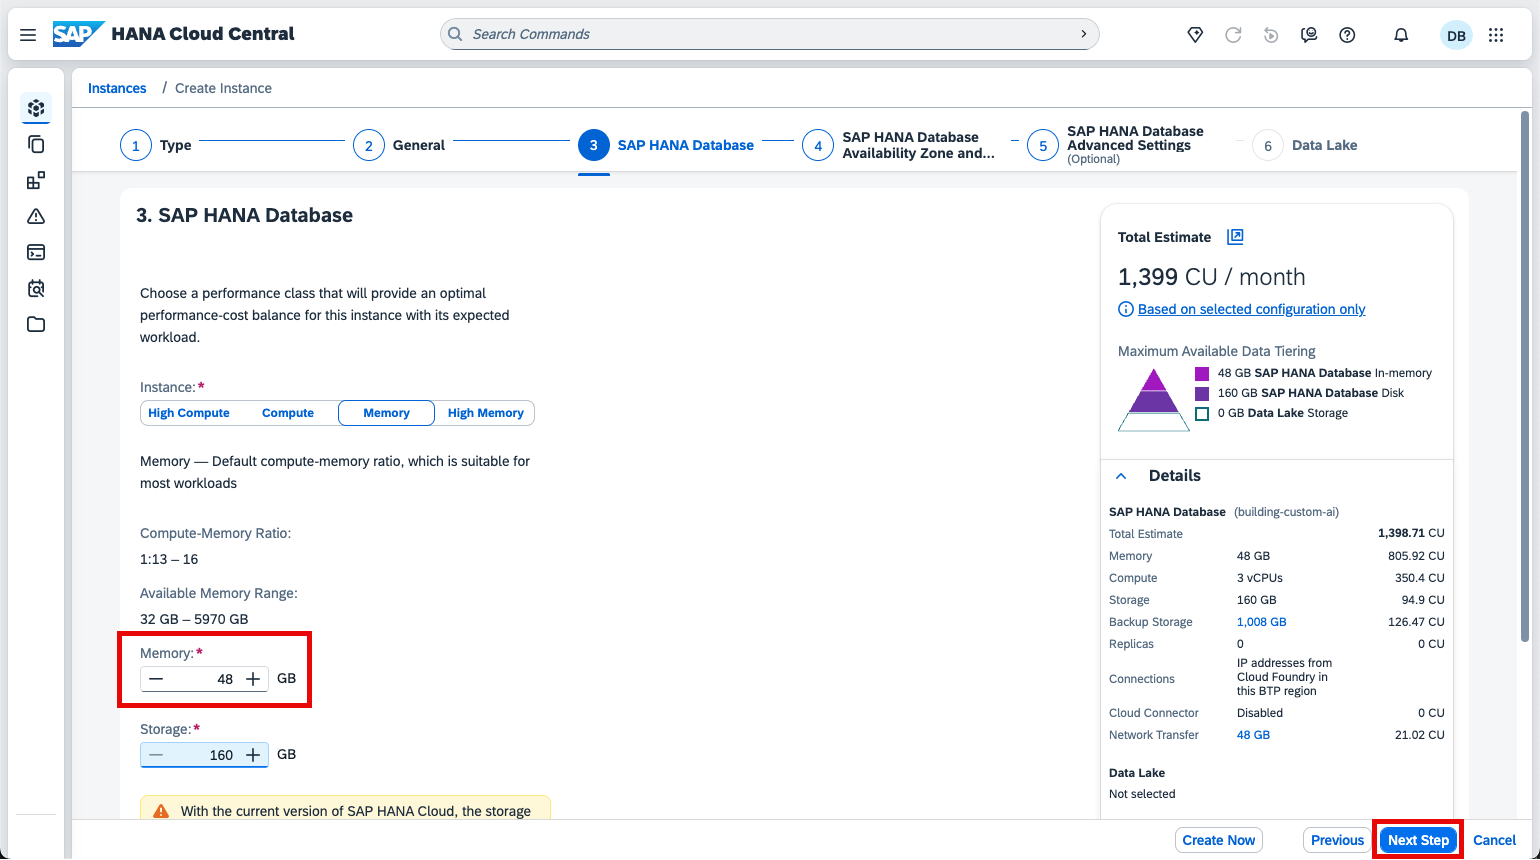 SAP HANA Cloud Central
Search Commands
DB
Instances / Create Instance
1 Type
2 General
3 SAP HANA Database
4 SAP HANA Database
Availability Zone and...
5 SAP HANA Database
Advanced Settings
(Optional)
6 Data Lake
3. SAP HANA Database
Choose a performance class that will provide an optimal
performance-cost balance for this instance with its expected
workload.
Instance:*
High Compute Compute Memory High Memory
Memory — Default compute-memory ratio, which is suitable for
most workloads
Compute-Memory Ratio:
1:13 – 16
Available Memory Range:
32 GB – 5970 GB
Memory:*
— 48 + GB
Storage:*
— 160 + GB
With the current version of SAP HANA Cloud, the storage
Total Estimate
1,399 CU / month
Based on selected configuration only
Maximum Available Data Tiering
48 GB SAP HANA Database In-memory
160 GB SAP HANA Database Disk
0 GB Data Lake Storage
Details
SAP HANA Database (building-custom-ai)
Total Estimate 1,398.71 CU
Memory 48 GB 805.92 CU
Compute 3 vCPUs 350.4 CU
Storage 160 GB 94.9 CU
Backup Storage 1,008 GB 126.47 CU
Replicas 0 0 CU
Connections IP addresses from
Cloud Foundry in
this BTP region
Cloud Connector Disabled 0 CU
Network Transfer 48 GB 21.02 CU
Data Lake
Not selected
Create Now Previous Next Step Cancel